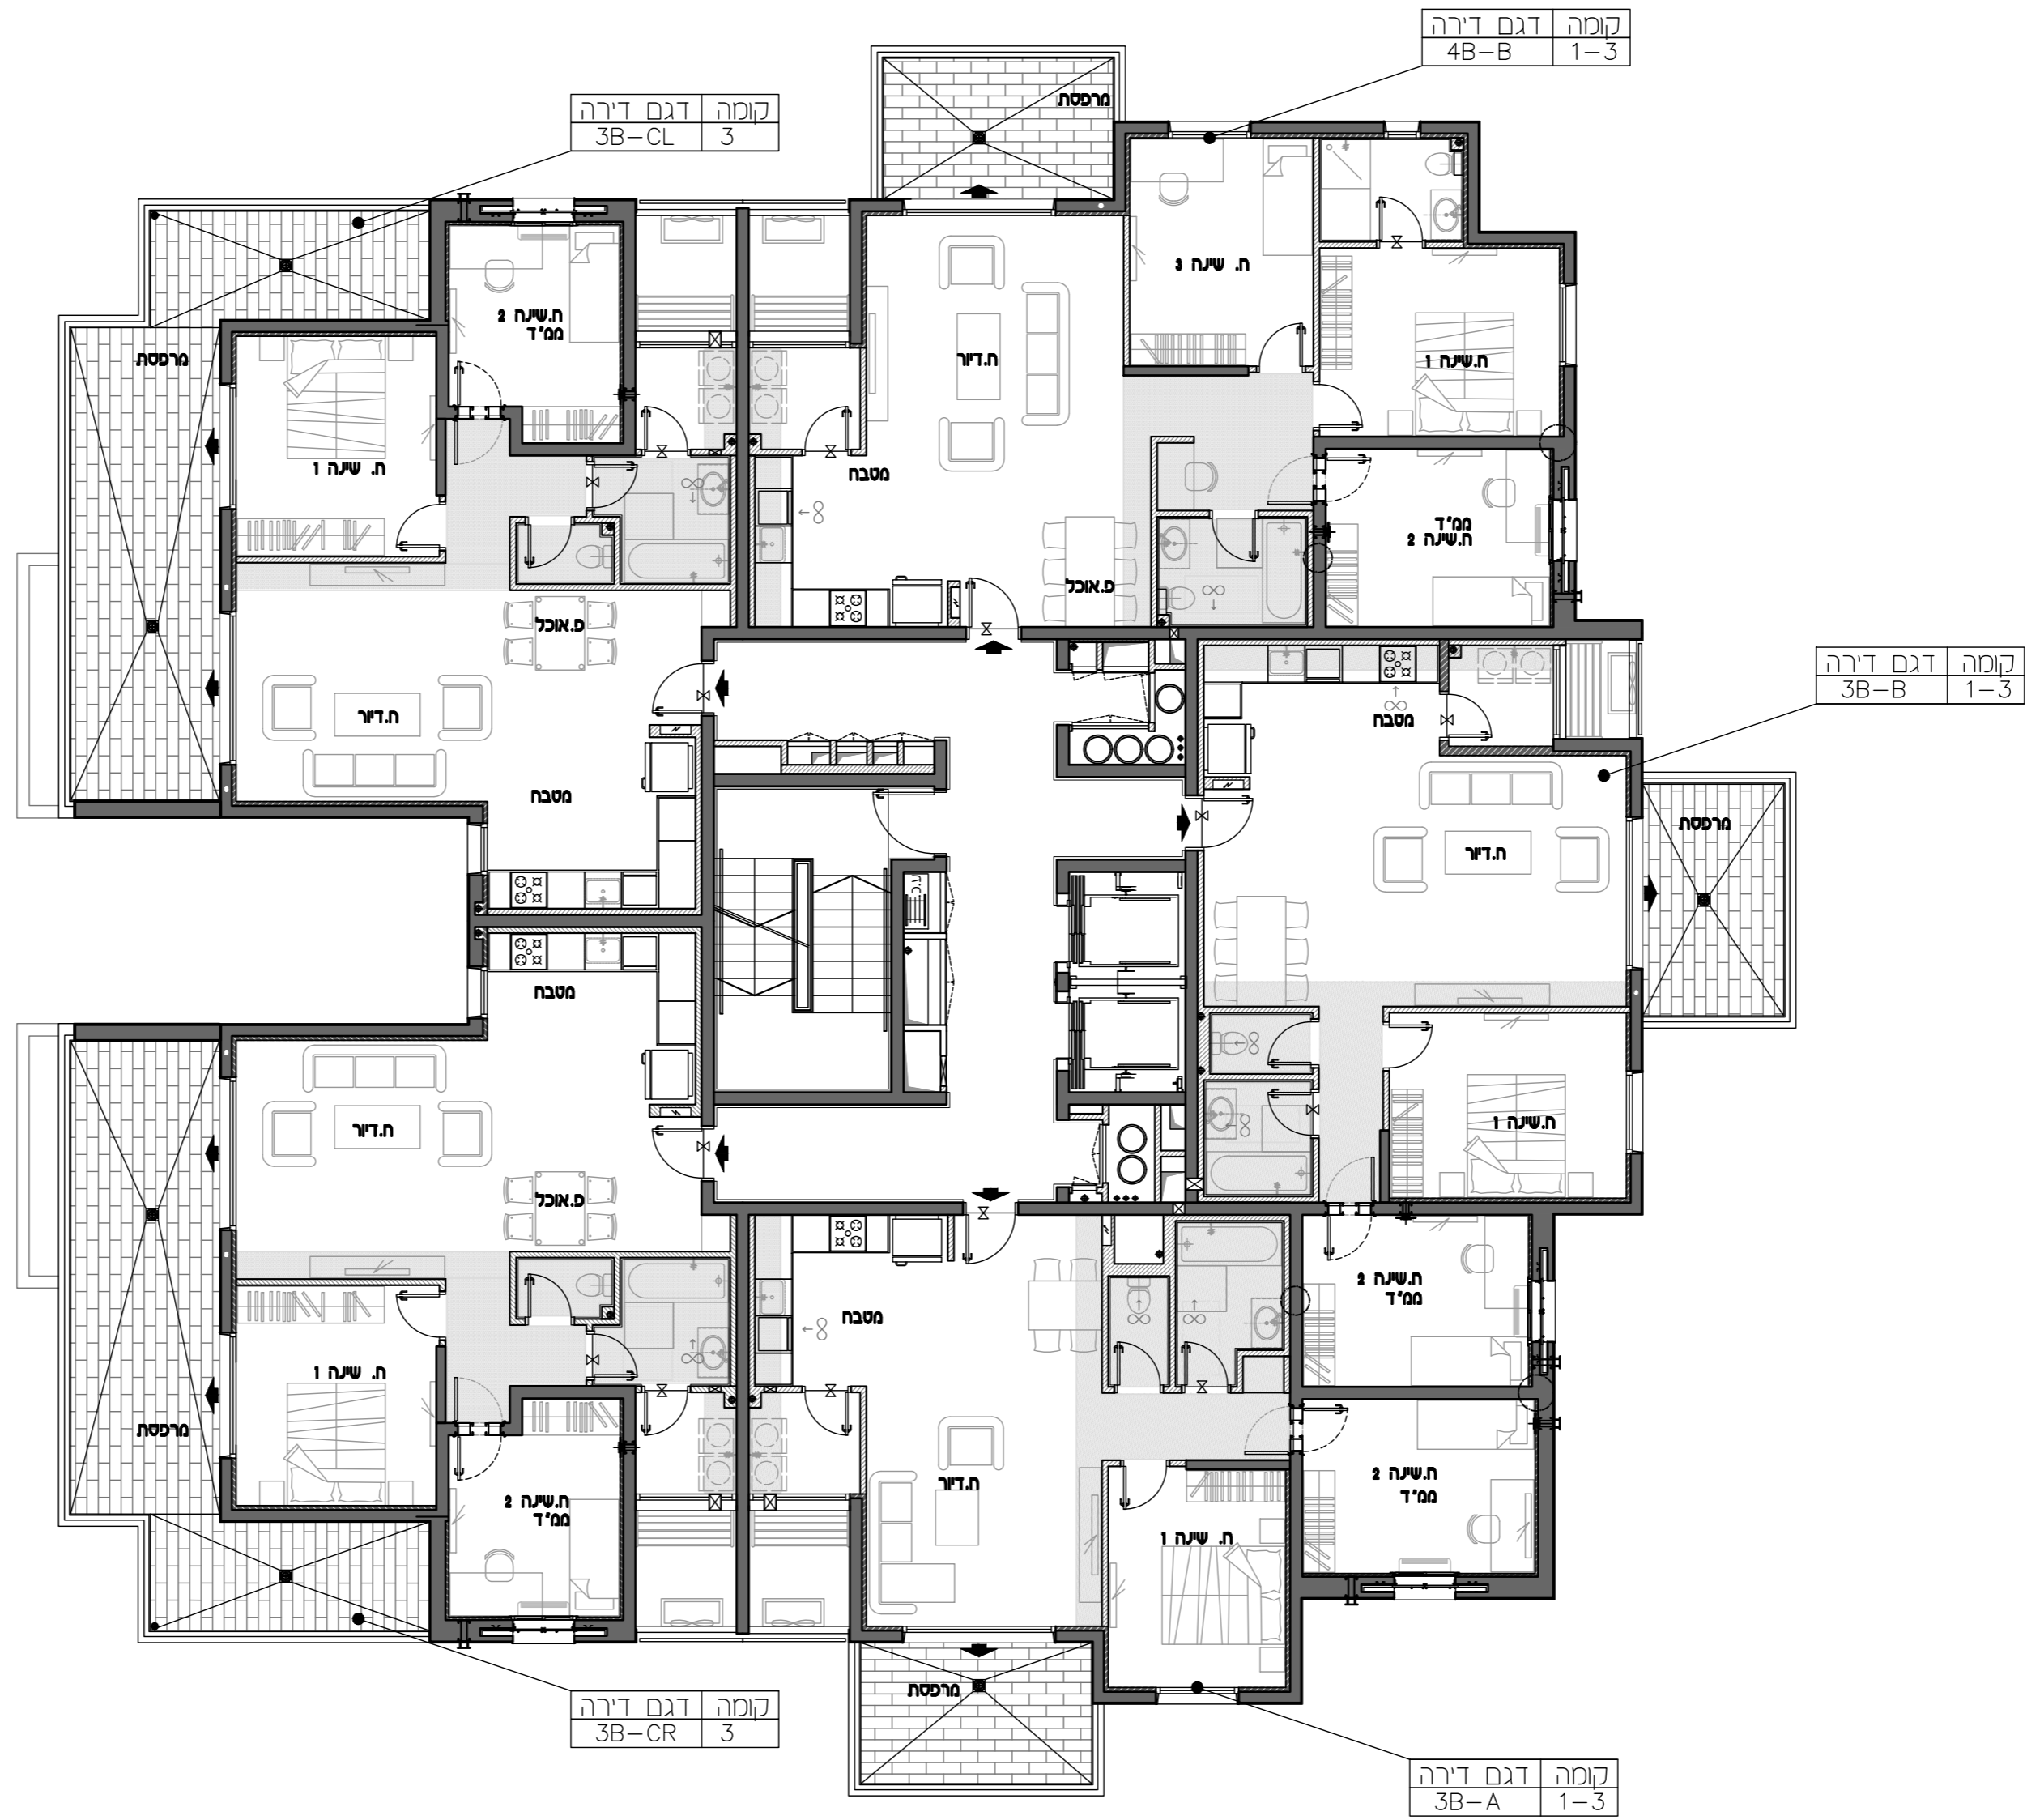 קומה דגם דירה
1-3 4B-B
קומה דגם דירה
3 3B-CL
מרפסת
ח.שינה 2
ממ"ד
ח. שינה 3
מרפסת
ח.דיור
ח.שינה 1
ח. שינה 1
מטבח
ממ"ד
ח.שינה 2
פ.אוכל
פ.אוכל
קומה דגם דירה
1-3 3B-B
ח.דיור
מטבח
מטבח
מרפסת
ח.דיור
מטבח
ח.דיור
ח.שינה 1
פ.אוכל
ח.שינה 2
ממ"ד
מטבח
ח. שינה 1
מרפסת
ח.שינה 2
ממ"ד
ח.דיור
ח.שינה 2
ממ"ד
ח. שינה 1
מרפסת
קומה דגם דירה
3 3B-CR
קומה דגם דירה
1-3 3B-A